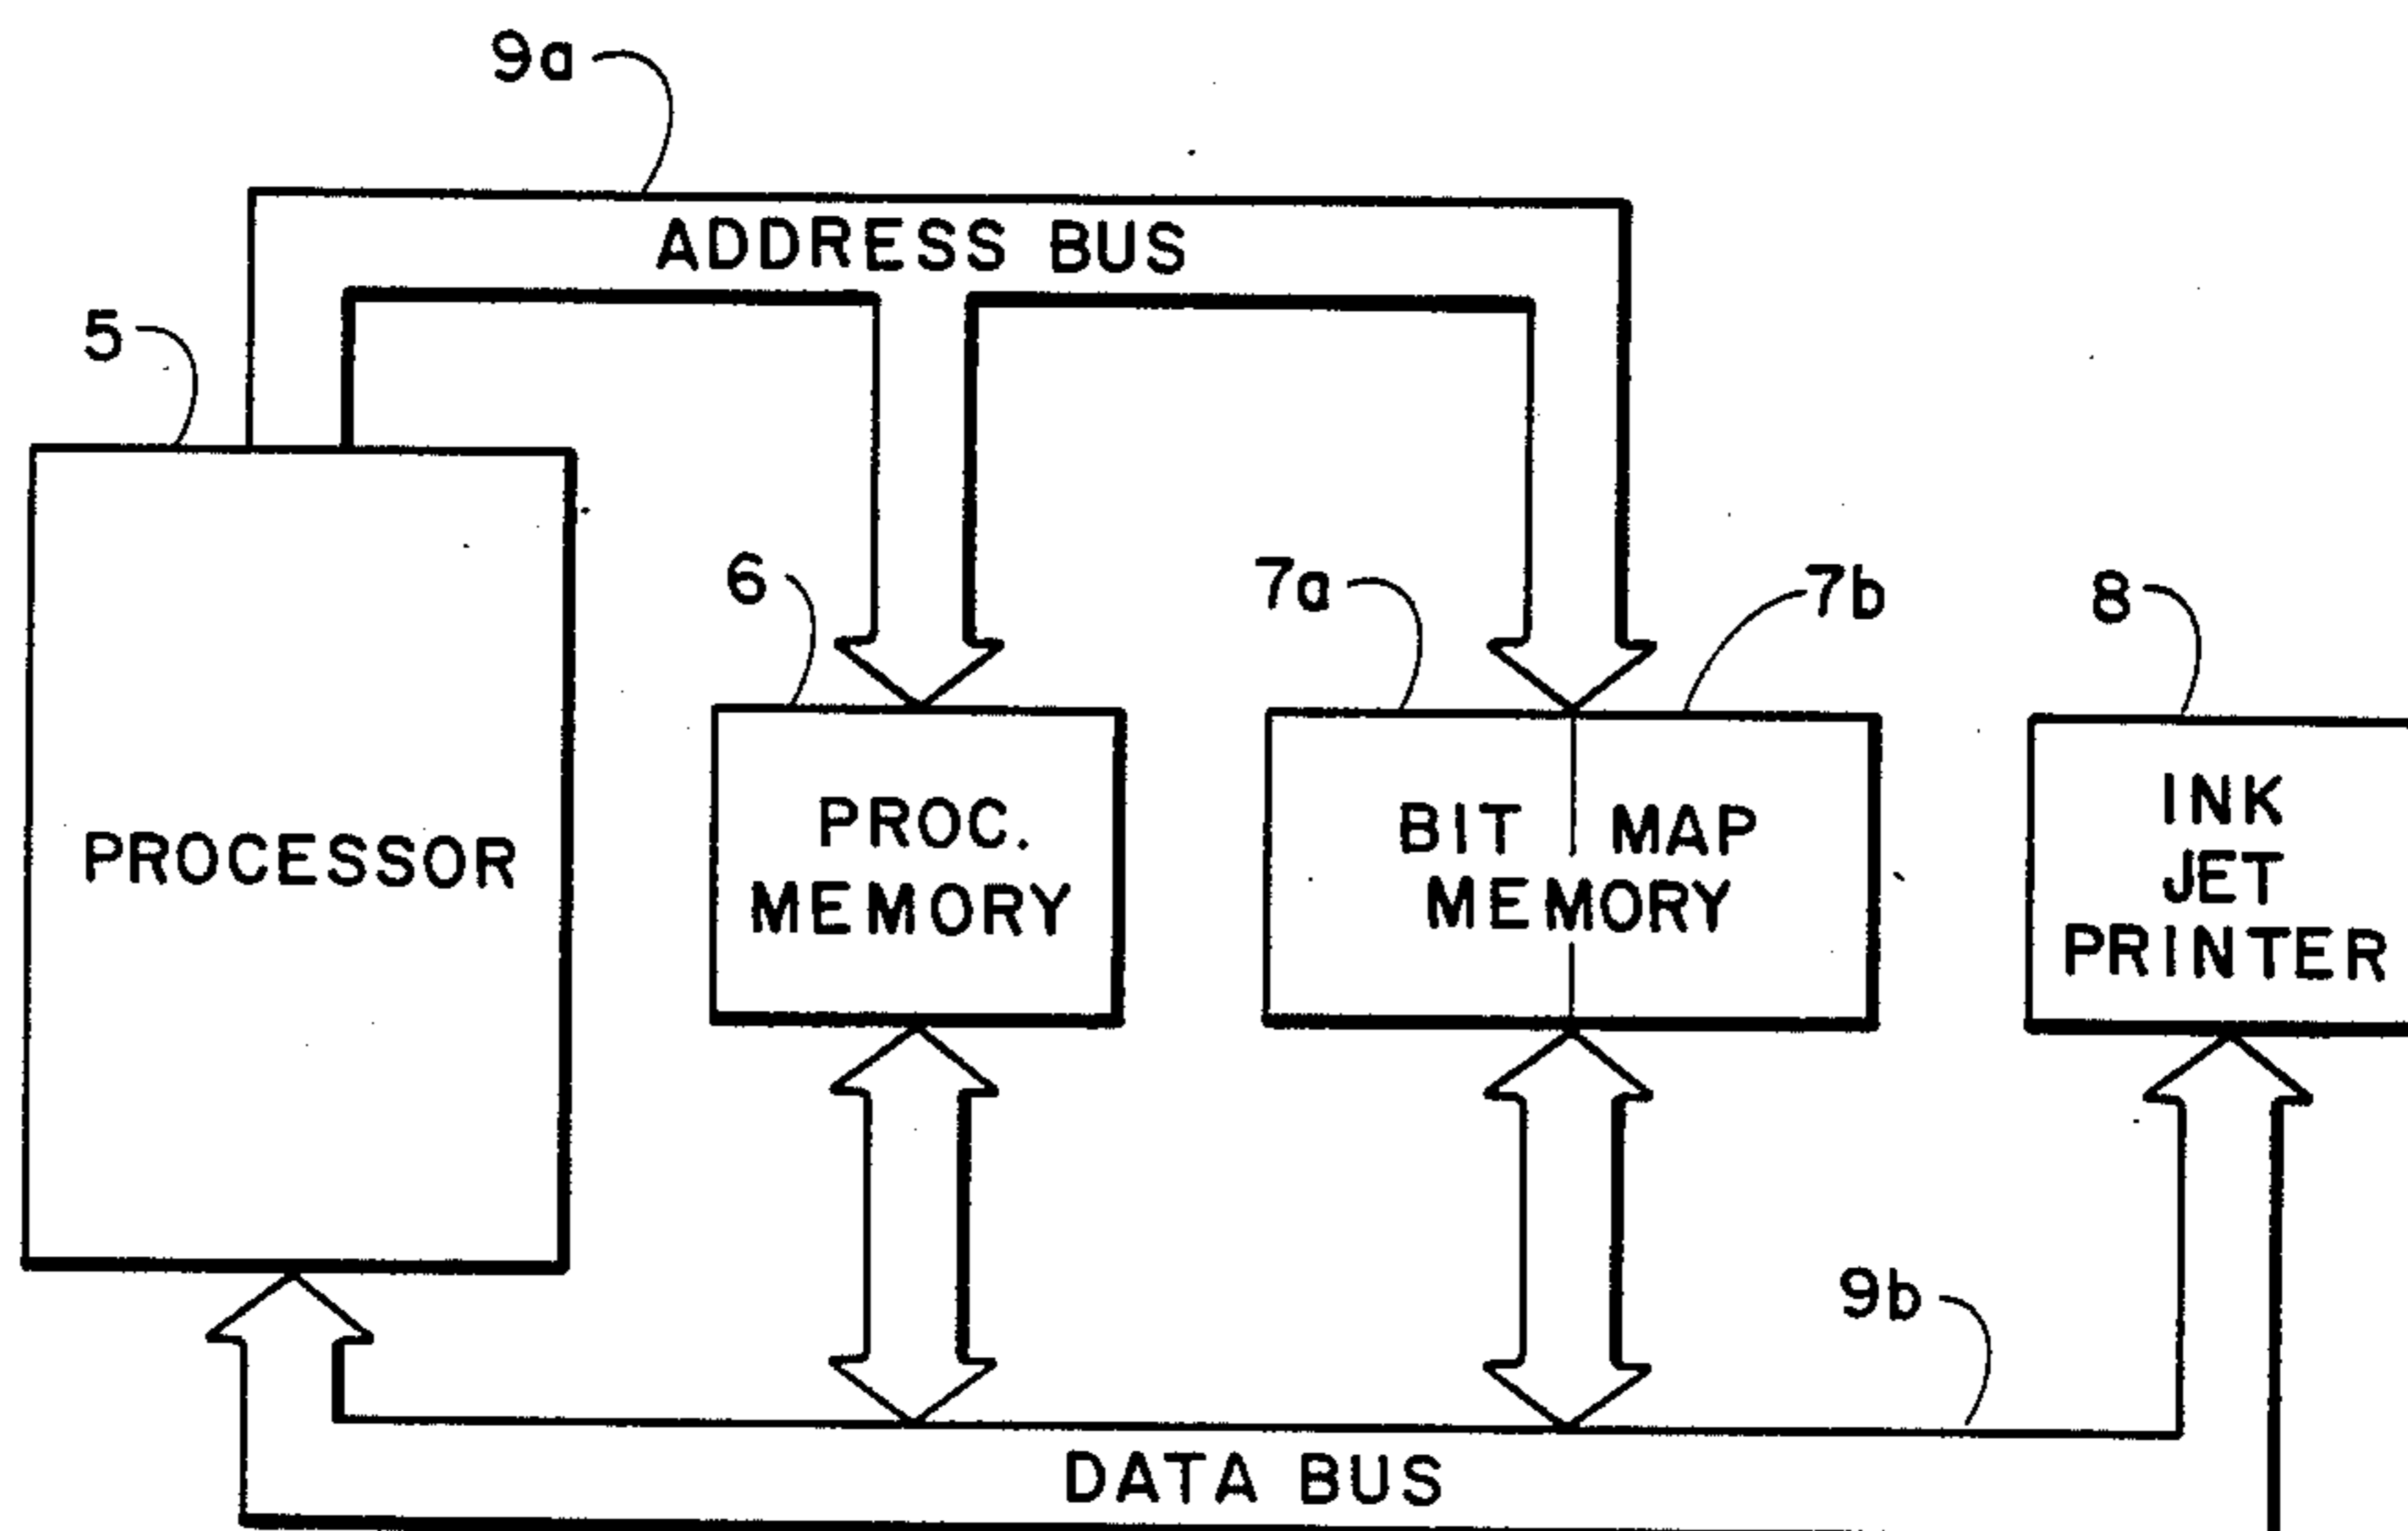 9a
ADDRESS BUS
5
6
7a
7b
8
PROCESSOR
PROC.
MEMORY
BIT MAP
MEMORY
INK
JET
PRINTER
9b
DATA BUS